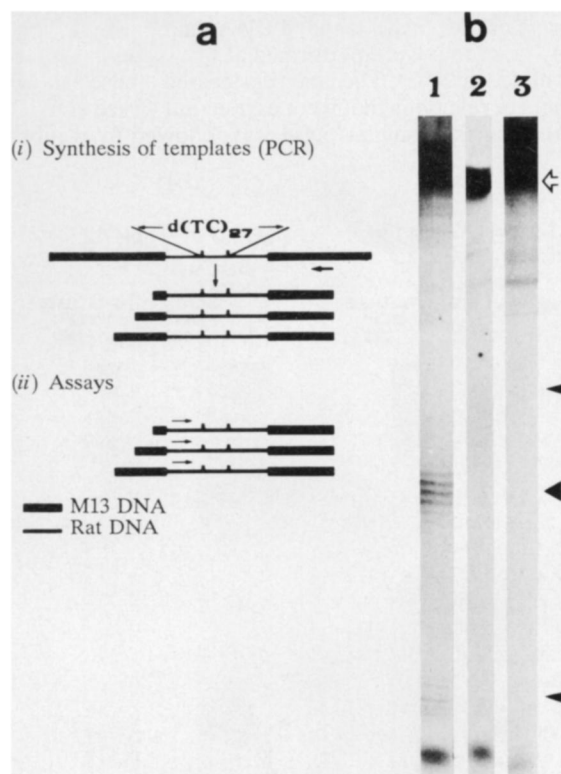 a
b
1 2 3
(i) Synthesis of templates (PCR)
d(TC)27
(ii) Assays
M13 DNA
Rat DNA